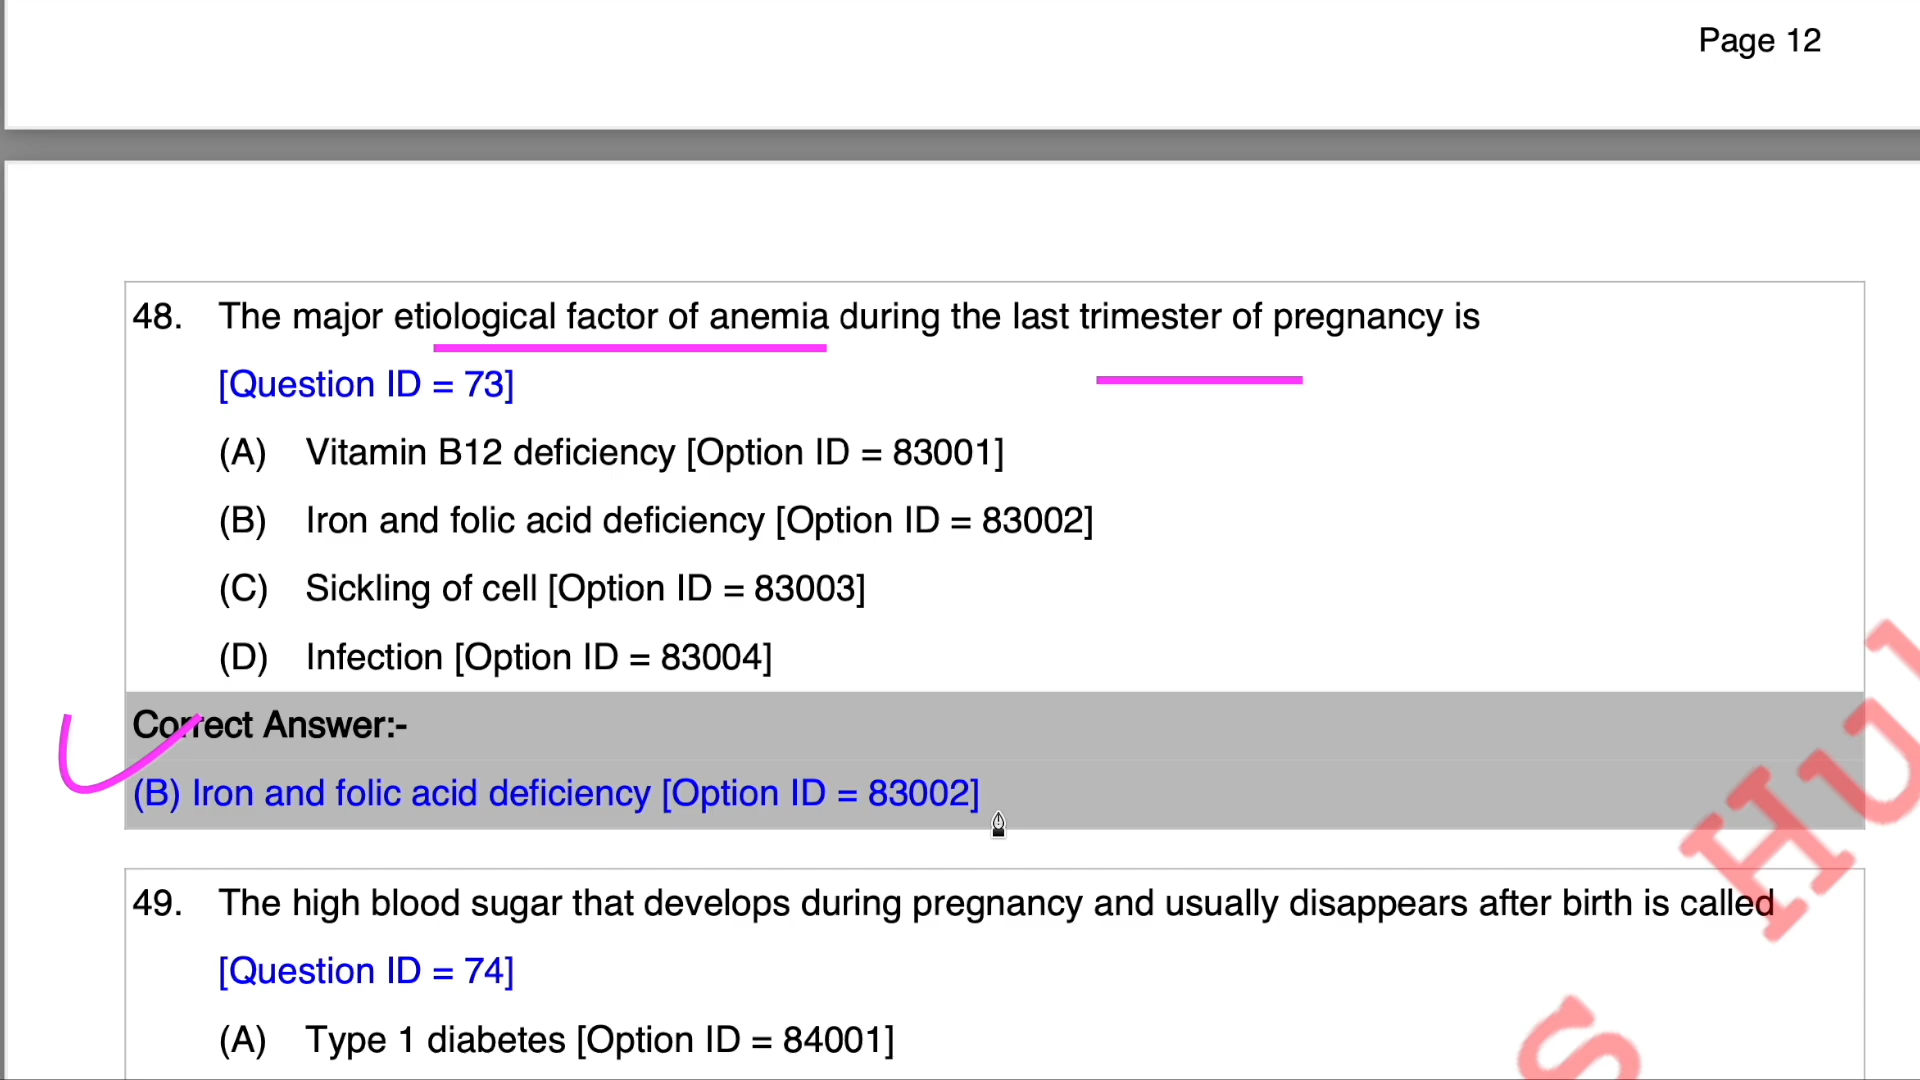 Page 12
48. The major etiological factor of anemia during the last trimester of pregnancy is
[Question ID = 73]
(A) Vitamin B12 deficiency [Option ID = 83001]
(B) Iron and folic acid deficiency [Option ID = 83002]
(C) Sickling of cell [Option ID = 83003]
(D) Infection [Option ID = 83004]
Correct Answer:-
(B) Iron and folic acid deficiency [Option ID = 83002]
49. The high blood sugar that develops during pregnancy and usually disappears after birth is called
[Question ID = 74]
(A) Type 1 diabetes [Option ID = 84001]